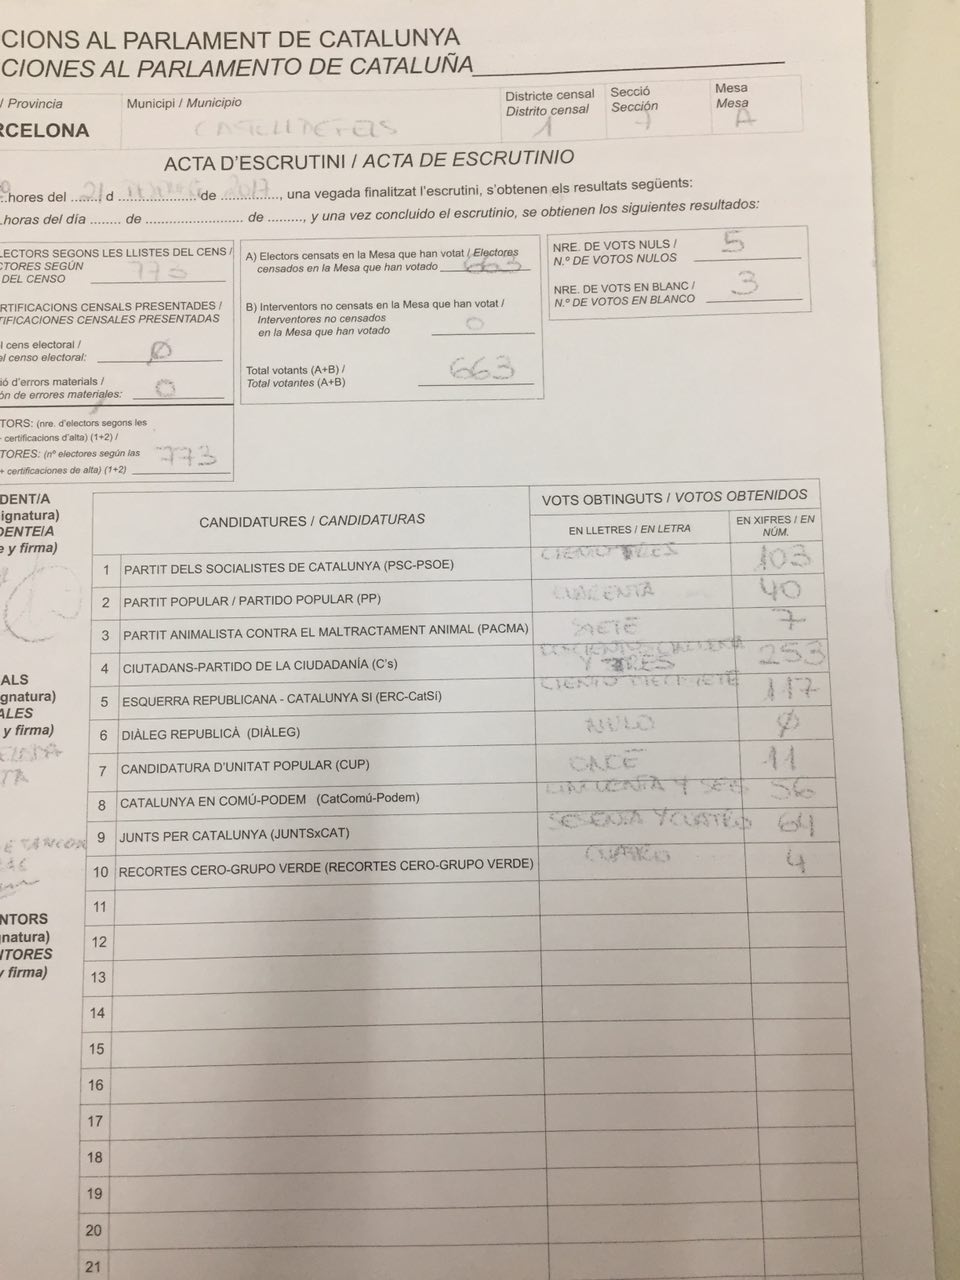 CIONS AL PARLAMENT DE CATALUNYA
CIONES AL PARLAMENTO DE CATALUÑA
/ Provincia
RCELONA
Municipi / Municipio
Districte censal
Distrito censal
1
Secció
Sección
7
Mesa
Mesa
A
ACTA D'ESCRUTINI / ACTA DE ESCRUTINIO
hores del 21 d de 2017, una vegada finalitzat l'escrutini, s'obtenen els resultats següents:
horas del día ........ de ........................ de ........., y una vez concluido el escrutinio, se obtienen los siguientes resultados:
LECTORS SEGONS LES LLISTES DEL CENS /
CTORES SEGÚN
DEL CENSO 773
RTIFICACIONS CENSALS PRESENTADES /
TIFICACIONES CENSALES PRESENTADAS
l cens electoral /
el censo electoral: Ø
ió d'errors materials /
ón de errores materiales: 0
TORS: (nre. d'electors segons les
+ certificacions d'alta) (1+2) /
TORES: (nº electores según las
+ certificaciones de alta) (1+2) 773
A) Electors censats en la Mesa que han votat / Electores
censados en la Mesa que han votado 663
B) Interventors no censats en la Mesa que han votat /
Interventores no censados
en la Mesa que han votado 0
Total votants (A+B) /
Total votantes (A+B) 663
NRE. DE VOTS NULS /
N.º DE VOTOS NULOS 5
NRE. DE VOTS EN BLANC /
N.º DE VOTOS EN BLANCO 3
DENT/A
ignatura)
DENTE/A
e y firma)
ALS
gnatura)
ALES
y firma)
NTORS
gnatura)
ITORES
y firma)
CANDIDATURES / CANDIDATURAS
VOTS OBTINGUTS / VOTOS OBTENIDOS
EN LLETRES / EN LETRA
EN XIFRES / EN NÚM.
1 PARTIT DELS SOCIALISTES DE CATALUNYA (PSC-PSOE) CIENTO TRES 103
2 PARTIT POPULAR / PARTIDO POPULAR (PP) CUARENTA 40
3 PARTIT ANIMALISTA CONTRA EL MALTRACTAMENT ANIMAL (PACMA) SIETE 7
4 CIUTADANS-PARTIDO DE LA CIUDADANÍA (C's) Y TRES 253
5 ESQUERRA REPUBLICANA - CATALUNYA SI (ERC-CatSí) CIENTO DIECISIETE 117
6 DIÀLEG REPUBLICÀ (DIÀLEG) NULO Ø
7 CANDIDATURA D'UNITAT POPULAR (CUP) ONCE 11
8 CATALUNYA EN COMÚ-PODEM (CatComú-Podem) CINCUENTA Y SEIS 56
9 JUNTS PER CATALUNYA (JUNTSxCAT) SESENTA Y CUATRO 64
10 RECORTES CERO-GRUPO VERDE (RECORTES CERO-GRUPO VERDE) CUATRO 4
11
12
13
14
15
16
17
18
19
20
21